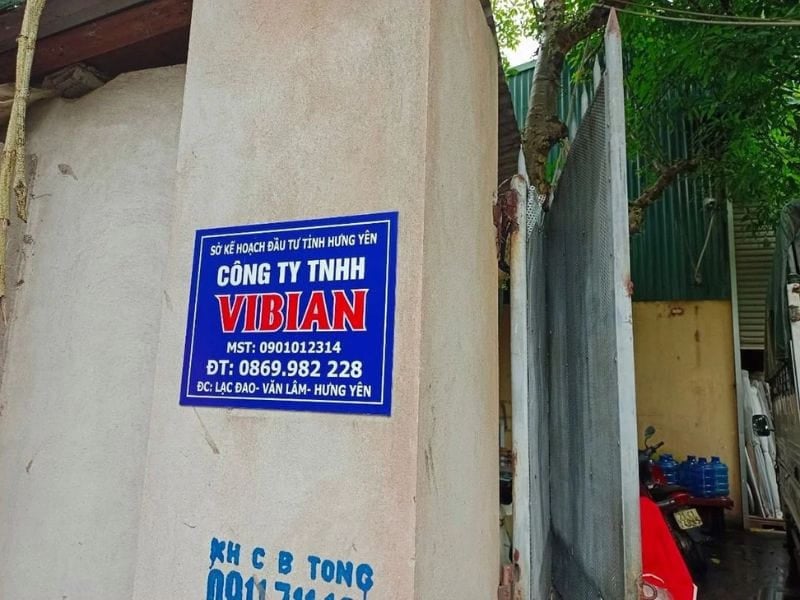 SỞ KẾ HOẠCH ĐẦU TƯ TỈNH HƯNG YÊN
CÔNG TY TNHH
VIBIAN
MST: 0901012314
ĐT: 0869.982 228
ĐC: LẠC ĐAO- VĂN LÂM- HƯNG YÊN
KH C B TONG